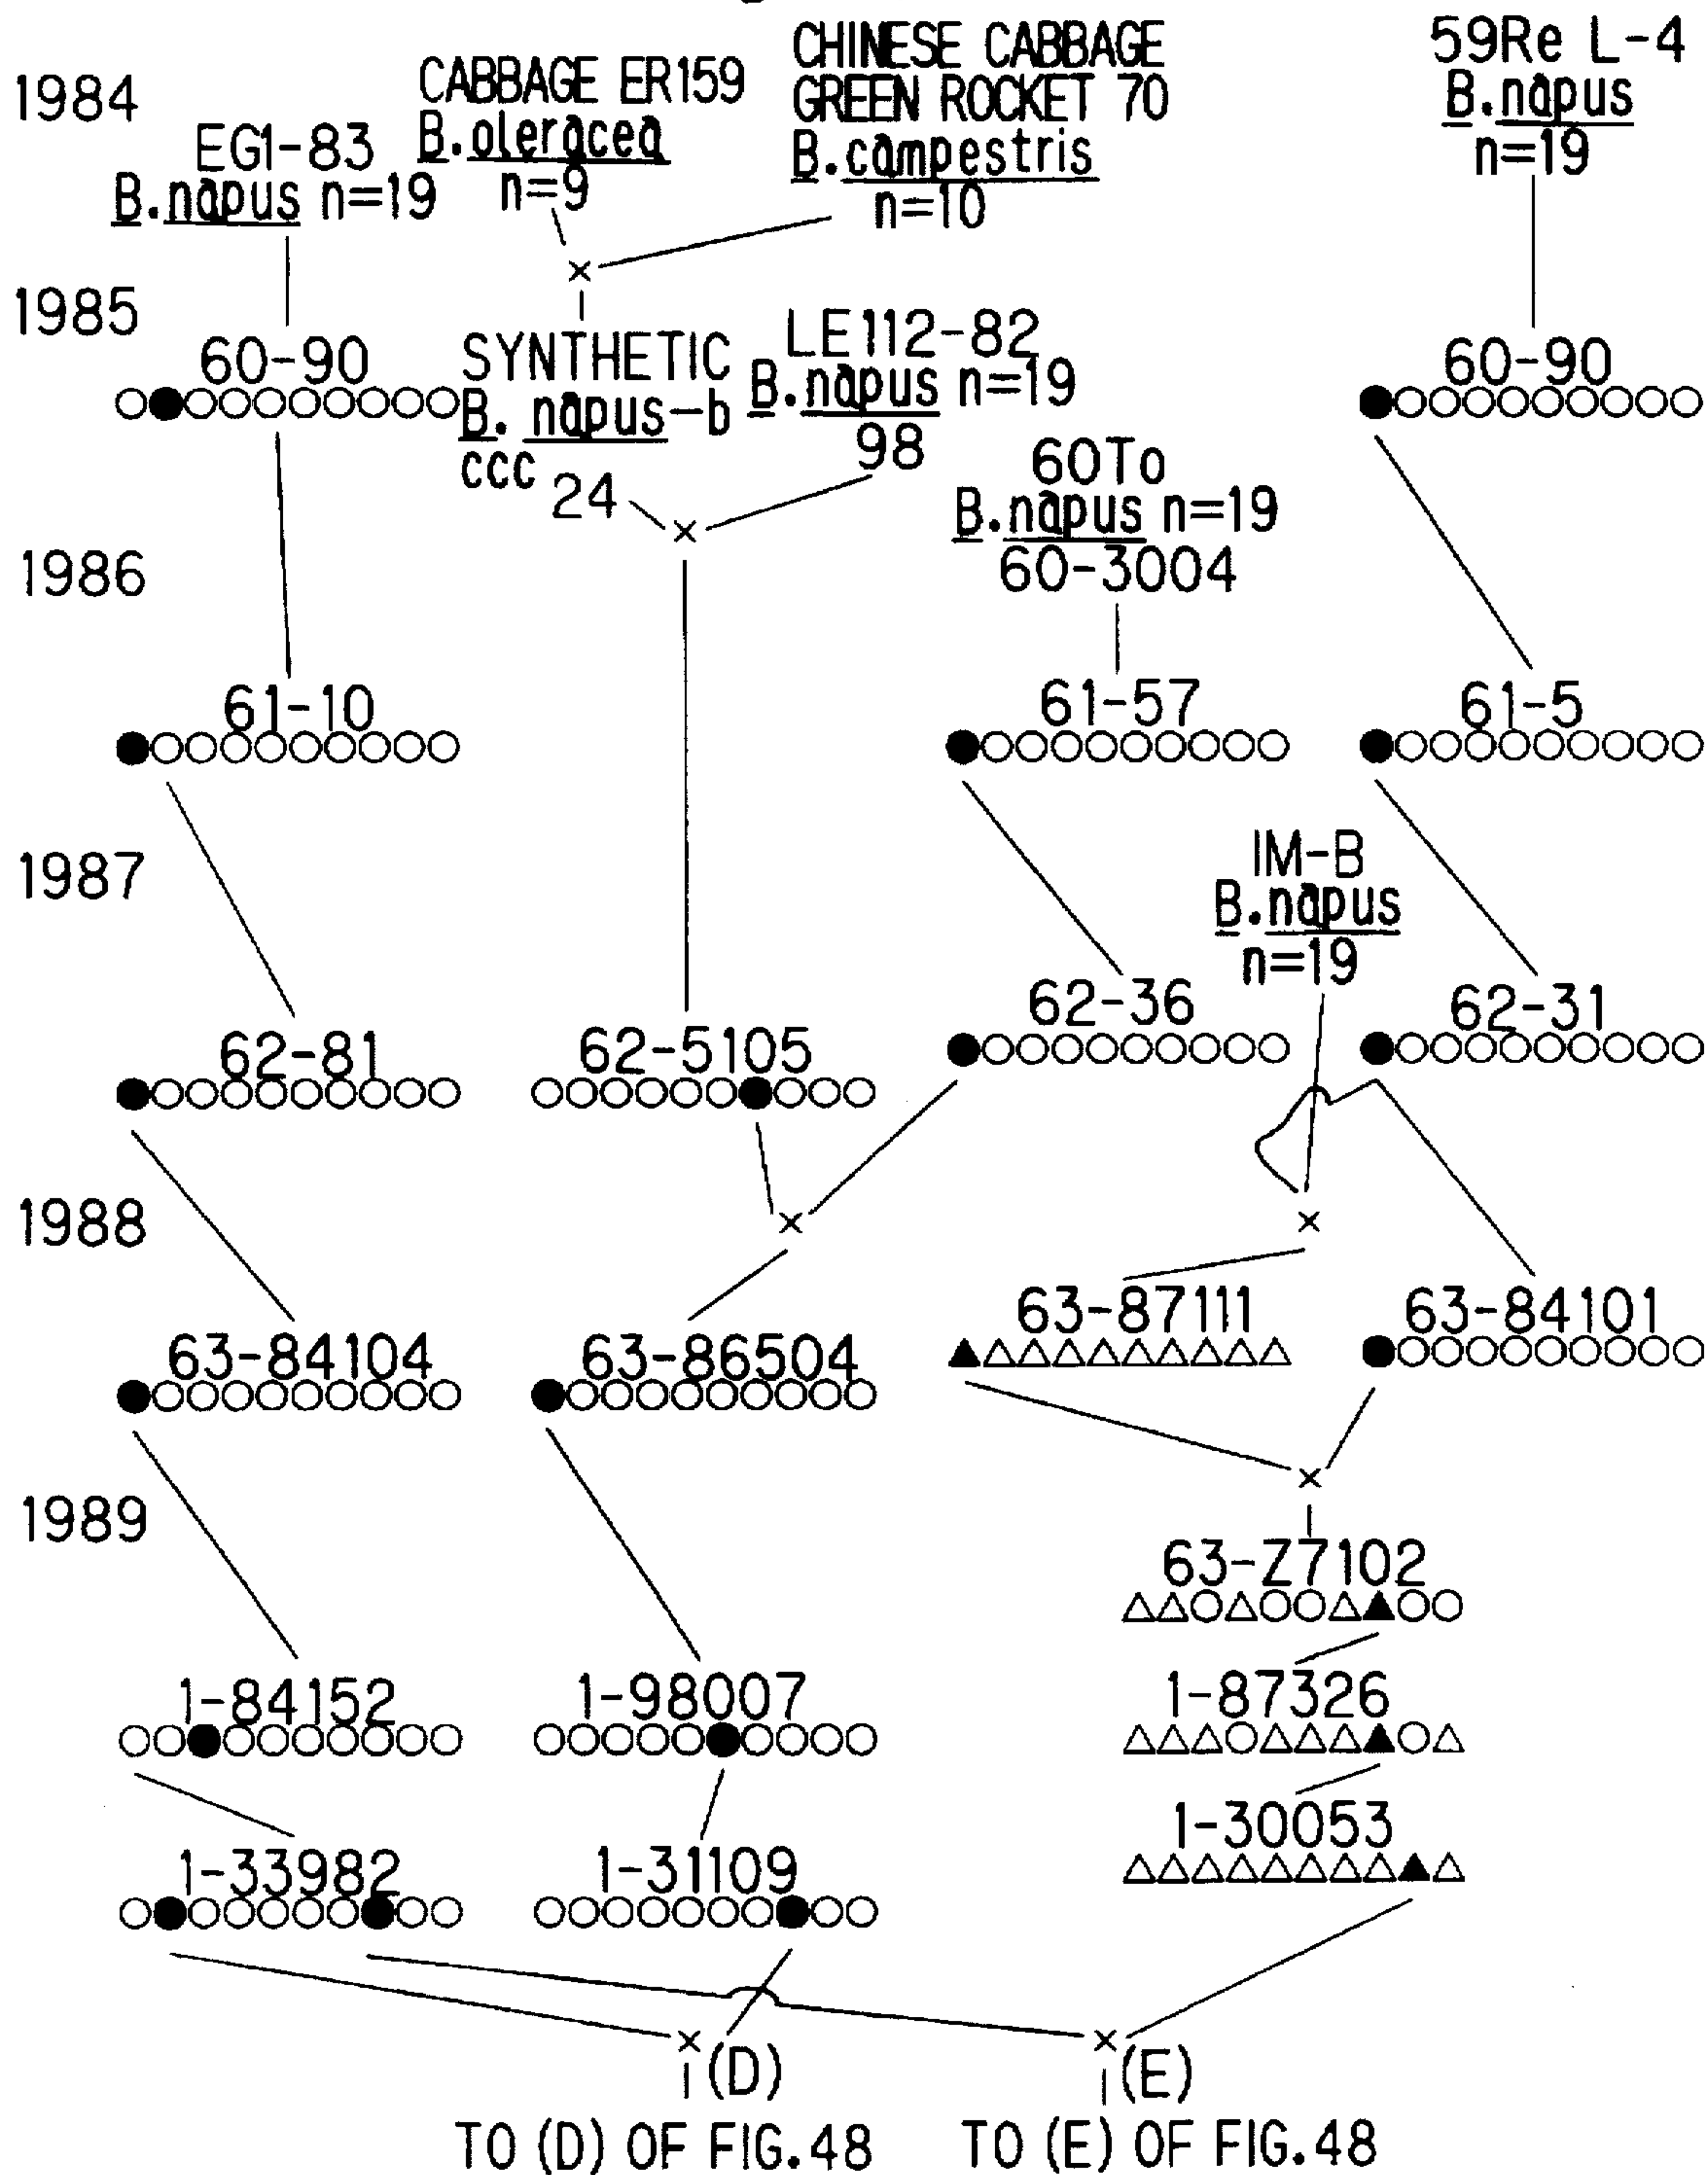 1984
EG1-83
B.napus n=19
CABBAGE ER159
B.oleracea
n=9
CHINESE CABBAGE
GREEN ROCKET 70
B.campestris
n=10
59Re L-4
B.napus
n=19
×
1985
60-90
SYNTHETIC
B. napus-b
ccc 24
LE112-82
B.napus n=19
98
60-90
×
60To
B.napus n=19
60-3004
1986
61-10
61-57
61-5
1987
IM-B
B.napus
n=19
62-81
62-5105
62-36
62-31
1988
×
×
63-84104
63-86504
63-87111
63-84101
×
1989
63-Z7102
1-84152
1-98007
1-87326
1-33982
1-31109
1-30053
×
(D)
×
(E)
TO (D) OF FIG.48
TO (E) OF FIG.48